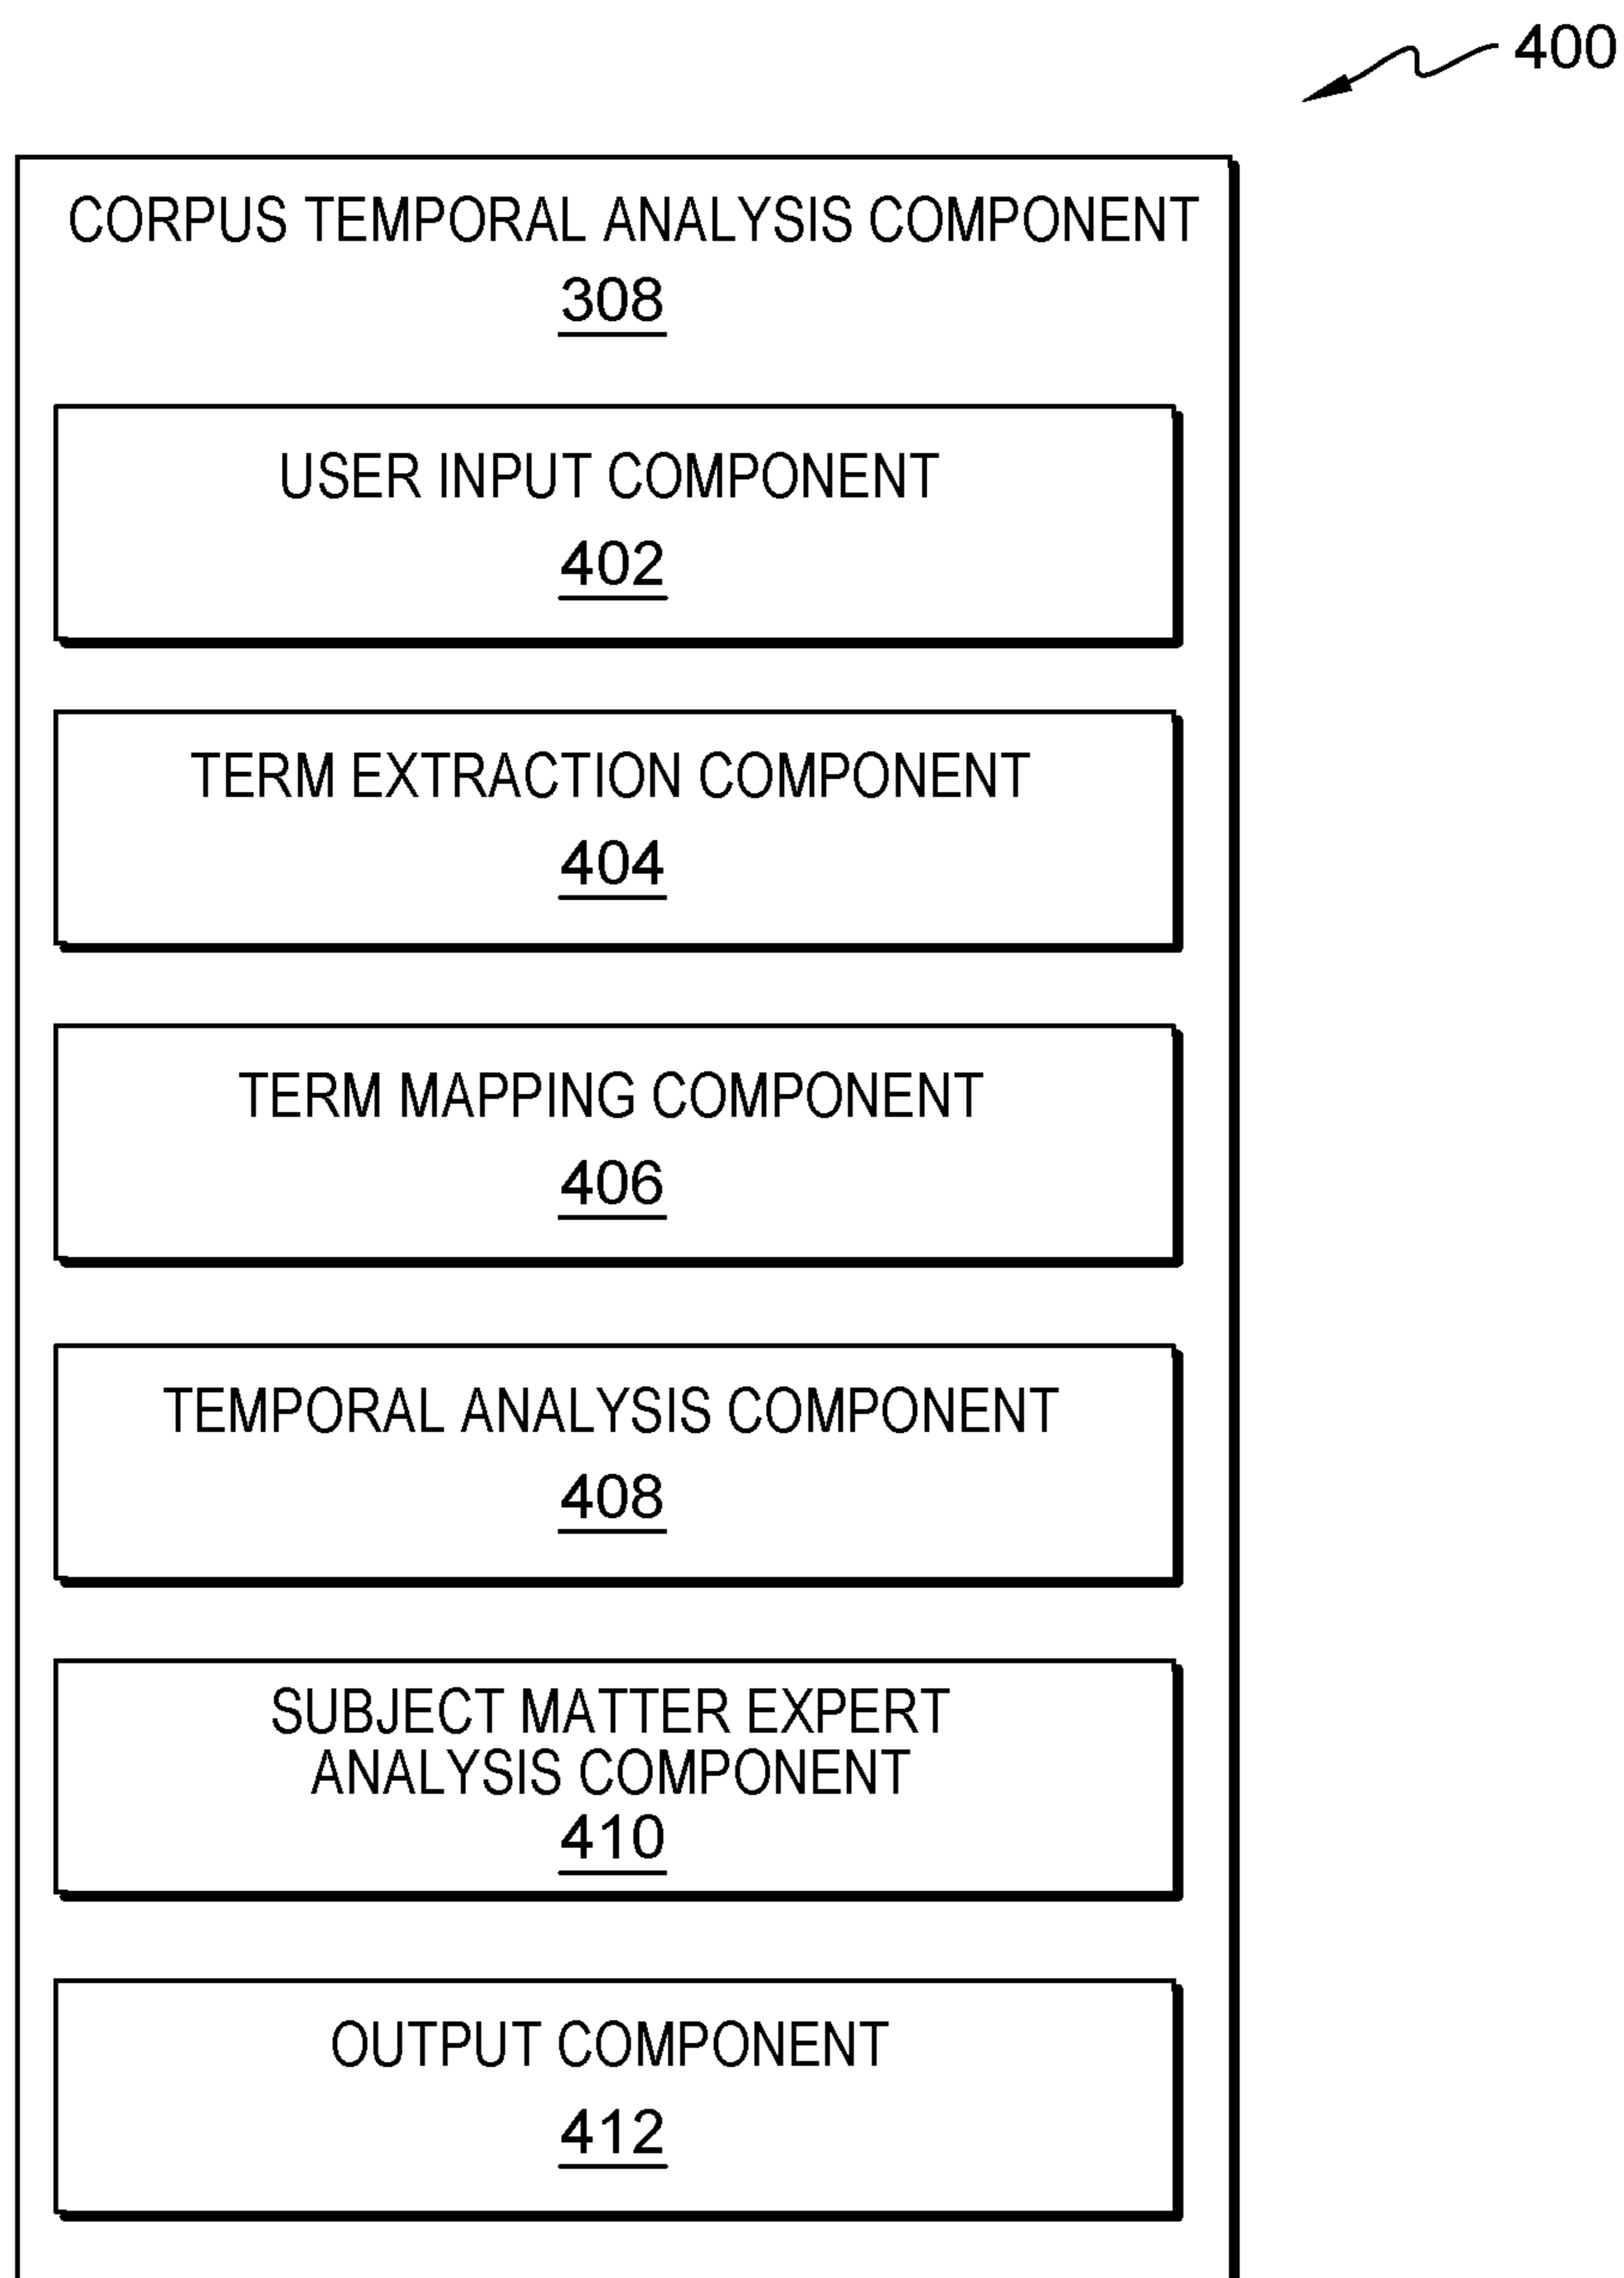 400
CORPUS TEMPORAL ANALYSIS COMPONENT
308
USER INPUT COMPONENT
402
TERM EXTRACTION COMPONENT
404
TERM MAPPING COMPONENT
406
TEMPORAL ANALYSIS COMPONENT
408
SUBJECT MATTER EXPERT
ANALYSIS COMPONENT
410
OUTPUT COMPONENT
412